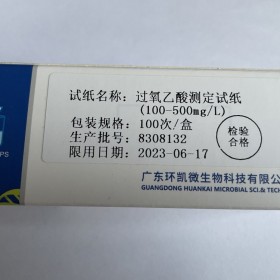 试纸名称：过氧乙酸测定试纸
(100-500mg/L)
包装规格：100次/盒
生产批号：8308132
限用日期：2023-06-17
检验
合格
广东环凯微生物科技有限
GUANGDONG HUANKAI MICROBIAL SCI.& TECH
PS